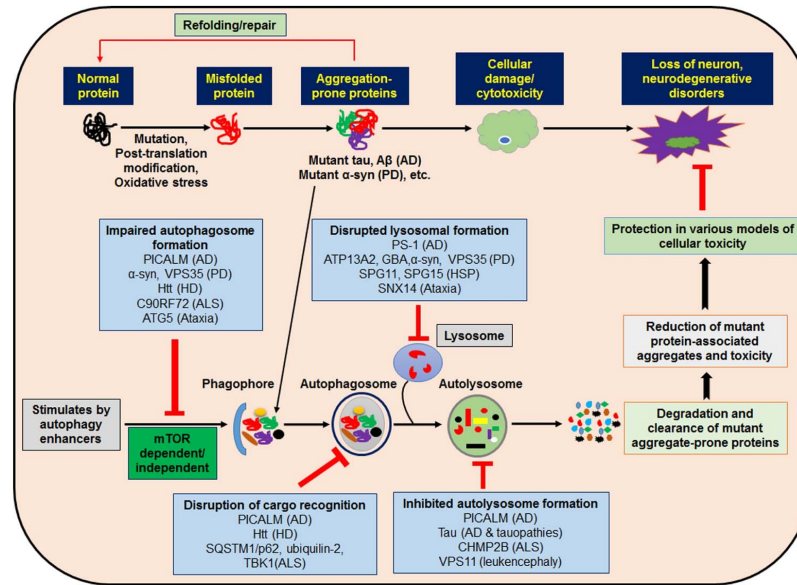 Refolding/repair
Normal
protein
Misfolded
protein
Aggregation-
prone proteins
Cellular
damage/
cytotoxicity
Loss of neuron,
neurodegenerative
disorders
Mutation,
Post-translation
modification,
Oxidative stress
Mutant tau, Aβ (AD)
Mutant α-syn (PD), etc.
Impaired autophagosome
formation
PICALM (AD)
α-syn, VPS35 (PD)
Htt (HD)
C90RF72 (ALS)
ATG5 (Ataxia)
Disrupted lysosomal formation
PS-1 (AD)
ATP13A2, GBA,α-syn, VPS35 (PD)
SPG11, SPG15 (HSP)
SNX14 (Ataxia)
Protection in various models of
cellular toxicity
Lysosome
Reduction of mutant
protein-associated
aggregates and toxicity
Phagophore
Autophagosome
Autolysosome
Stimulates by
autophagy
enhancers
mTOR
dependent/
independent
Degradation and
clearance of mutant
aggregate-prone proteins
Disruption of cargo recognition
PICALM (AD)
Htt (HD)
SQSTM1/p62, ubiquilin-2,
TBK1(ALS)
Inhibited autolysosome formation
PICALM (AD)
Tau (AD & tauopathies)
CHMP2B (ALS)
VPS11 (leukencephaly)